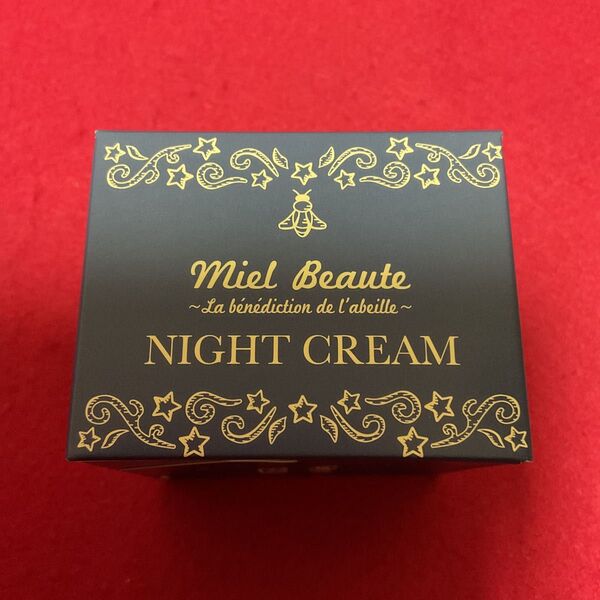 Miel Beaute
~La bénédiction de l'abeille~
NIGHT CREAM